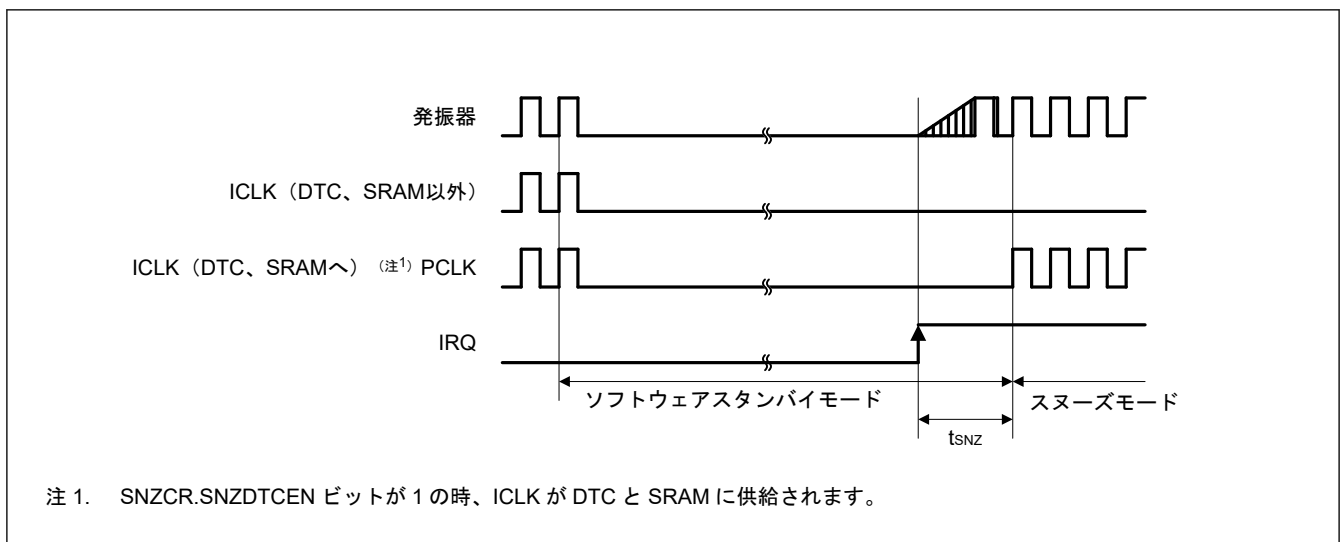 発振器
ICLK（DTC、SRAM以外）
ICLK（DTC、SRAMへ）（注1）PCLK
IRQ
ソフトウェアスタンバイモード
スヌーズモード
tSNZ
注 1. SNZCR.SNZDTCEN ビットが 1 の時、ICLK が DTC と SRAM に供給されます。